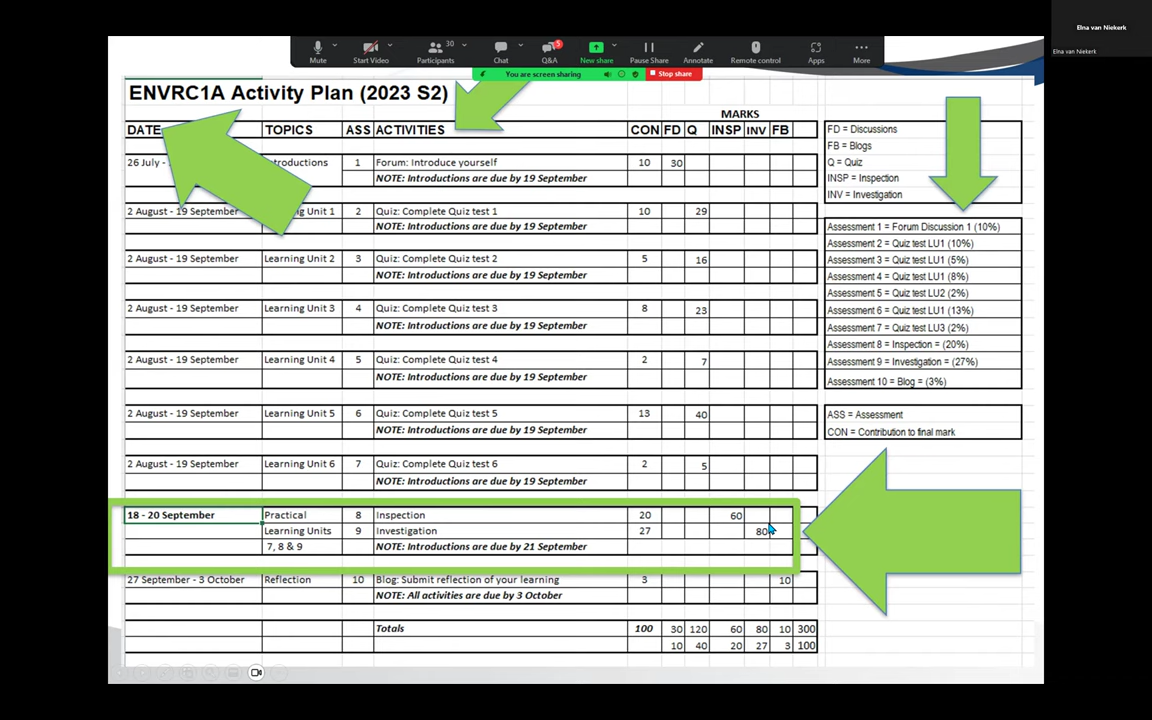 Elna van Niekerk
Elna van Niekerk
30 5
Mute Start Video Participants Chat Q&A New share Pause Share Annotate Remote control Apps More
You are screen sharing Stop share
ENVRC1A Activity Plan (2023 S2)
MARKS
DATE TOPICS ASS ACTIVITIES CON FD Q INSP INV FB
26 July - ntroductions 1 Forum: Introduce yourself 10 30
NOTE: Introductions are due by 19 September
2 August - 19 September ng Unit 1 2 Quiz: Complete Quiz test 1 10 29
NOTE: Introductions are due by 19 September
2 August - 19 September Learning Unit 2 3 Quiz: Complete Quiz test 2 5 16
NOTE: Introductions are due by 19 September
2 August - 19 September Learning Unit 3 4 Quiz: Complete Quiz test 3 8 23
NOTE: Introductions are due by 19 September
2 August - 19 September Learning Unit 4 5 Quiz: Complete Quiz test 4 2 7
NOTE: Introductions are due by 19 September
2 August - 19 September Learning Unit 5 6 Quiz: Complete Quiz test 5 13 40
NOTE: Introductions are due by 19 September
2 August - 19 September Learning Unit 6 7 Quiz: Complete Quiz test 6 2 5
NOTE: Introductions are due by 19 September
18 - 20 September Practical 8 Inspection 20 60
Learning Units 9 Investigation 27 80
7, 8 & 9 NOTE: Introductions are due by 21 September
27 September - 3 October Reflection 10 Blog: Submit reflection of your learning 3 10
NOTE: All activities are due by 3 October
Totals 100 30 120 60 80 10 300
10 40 20 27 3 100
FD = Discussions
FB = Blogs
Q = Quiz
INSP = Inspection
INV = Investigation
Assessment 1 = Forum Discussion 1 (10%)
Assessment 2 = Quiz test LU1 (10%)
Assessment 3 = Quiz test LU1 (5%)
Assessment 4 = Quiz test LU1 (8%)
Assessment 5 = Quiz test LU2 (2%)
Assessment 6 = Quiz test LU1 (13%)
Assessment 7 = Quiz test LU3 (2%)
Assessment 8 = Inspection = (20%)
Assessment 9 = Investigation = (27%)
Assessment 10 = Blog = (3%)
ASS = Assessment
CON = Contribution to final mark